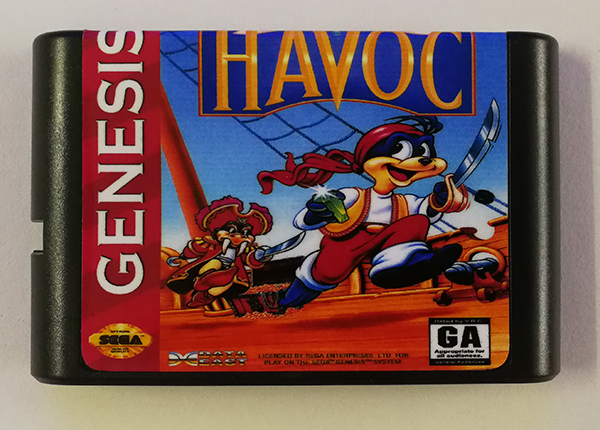 GENESIS
HAVOC
SEGA
DATA
EAST
LICENSED BY SEGA ENTERPRISES, LTD. FOR
PLAY ON THE SEGA™ GENESIS™ SYSTEM.
GA
Appropriate for
all audiences.